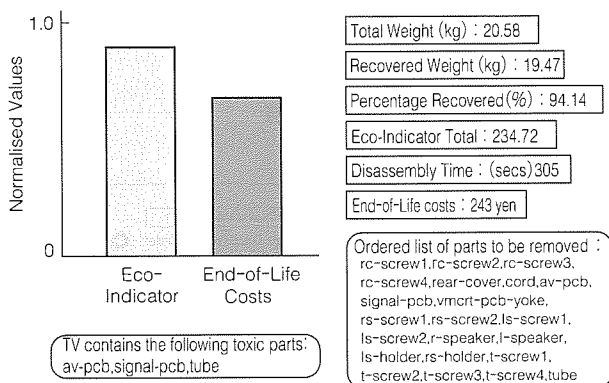 1.0
Normalised Values
0
Eco-
Indicator
End-of-Life
Costs
TV contains the following toxic parts:
av-pcb,signal-pcb,tube
Total Weight (kg) : 20.58
Recovered Weight (kg) : 19.47
Percentage Recovered (%) : 94.14
Eco-Indicator Total : 234.72
Disassembly Time : (secs) 305
End-of-Life costs : 243 yen
Ordered list of parts to be removed :
rc-screw1,rc-screw2,rc-screw3,
rc-screw4,rear-cover,cord,av-pcb,
signal-pcb,vmcrt-pcb-yoke,
rs-screw1,rs-screw2,ls-screw1,
ls-screw2,r-speaker,l-speaker,
ls-holder,rs-holder,t-screw1,
t-screw2,t-screw3,t-screw4,tube